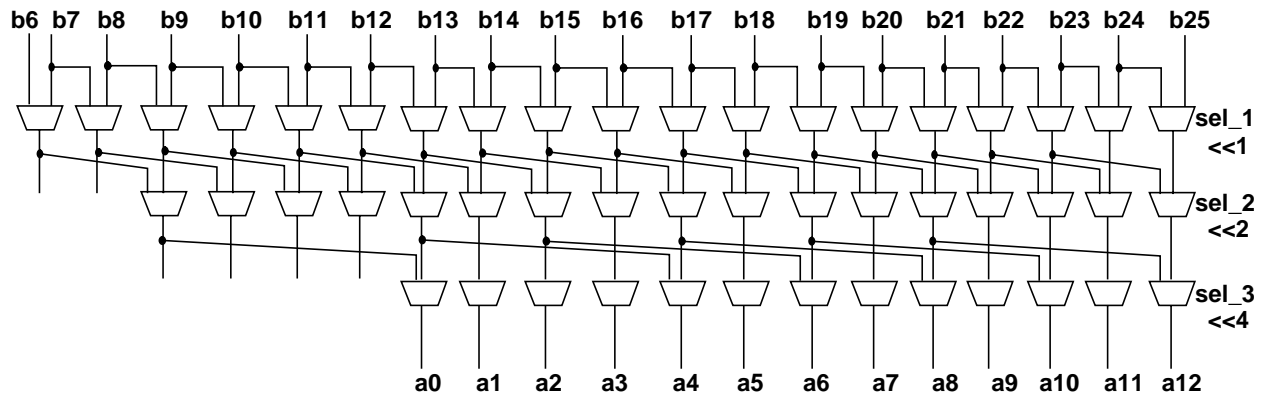 b6 b7 b8 b9 b10 b11 b12 b13 b14 b15 b16 b17 b18 b19 b20 b21 b22 b23 b24 b25
sel_1
<<1
sel_2
<<2
sel_3
<<4
a0 a1 a2 a3 a4 a5 a6 a7 a8 a9 a10 a11 a12